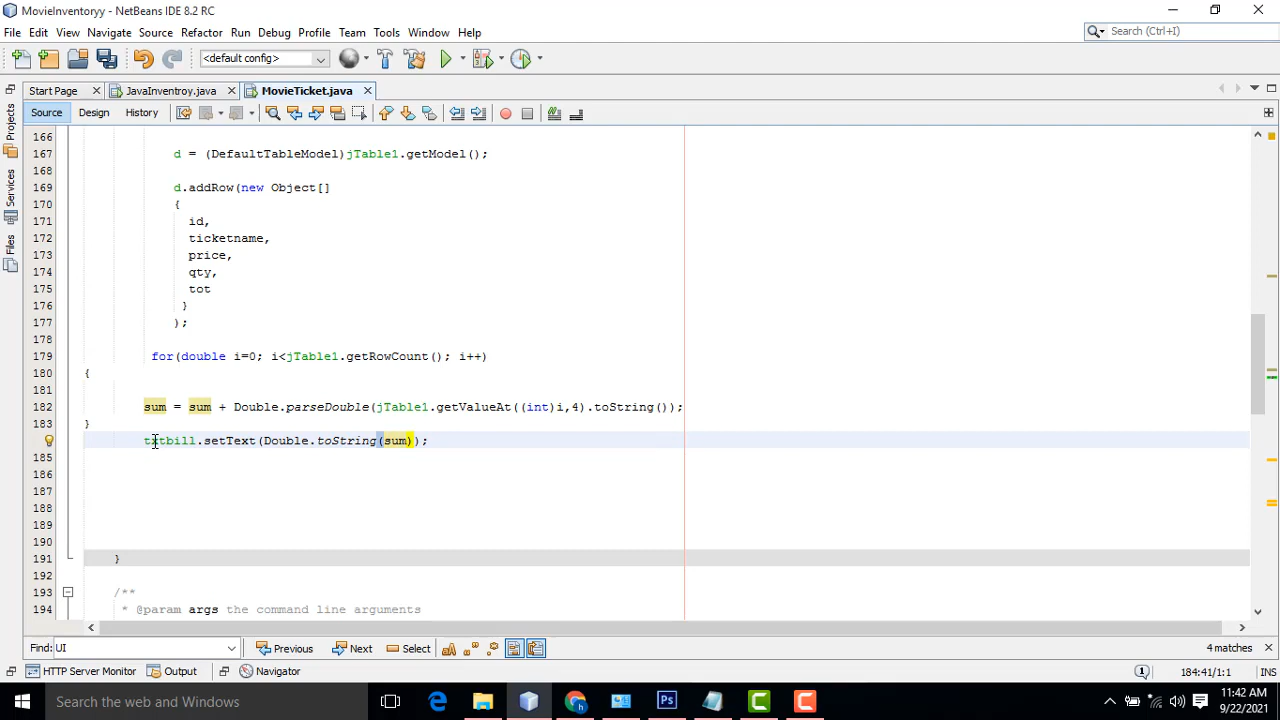 MovieInventoryy - NetBeans IDE 8.2 RC
File Edit View Navigate Source Refactor Run Debug Profile Team Tools Window Help
Search (Ctrl+I)
<default config>
Start Page JavaInventroy.java MovieTicket.java
Source Design History
Projects
Services
Files
166
167 d = (DefaultTableModel)jTable1.getModel();
168
169 d.addRow(new Object[]
170 {
171 id,
172 ticketname,
173 price,
174 qty,
175 tot
176 }
177 );
178
179 for(double i=0; i<jTable1.getRowCount(); i++)
180 {
181
182 sum = sum + Double.parseDouble(jTable1.getValueAt((int)i,4).toString());
183 }
txtbill.setText(Double.toString(sum));
185
186
187
188
189
190
191 }
192
193 /**
194 * @param args the command line arguments
Find: UI Previous Next Select 4 matches
HTTP Server Monitor Output Navigator 184:41/1:1 INS
Search the web and Windows
11:42 AM
9/22/2021